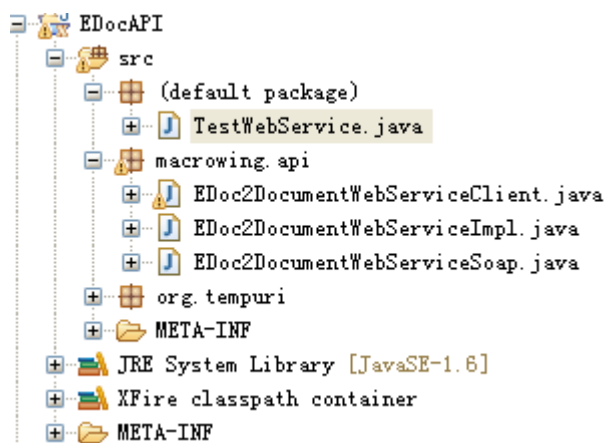 EDocAPI
src
(default package)
TestWebService.java
macrowing.api
EDoc2DocumentWebServiceClient.java
EDoc2DocumentWebServiceImpl.java
EDoc2DocumentWebServiceSoap.java
org.tempuri
META-INF
JRE System Library [JavaSE-1.6]
XFire classpath container
META-INF